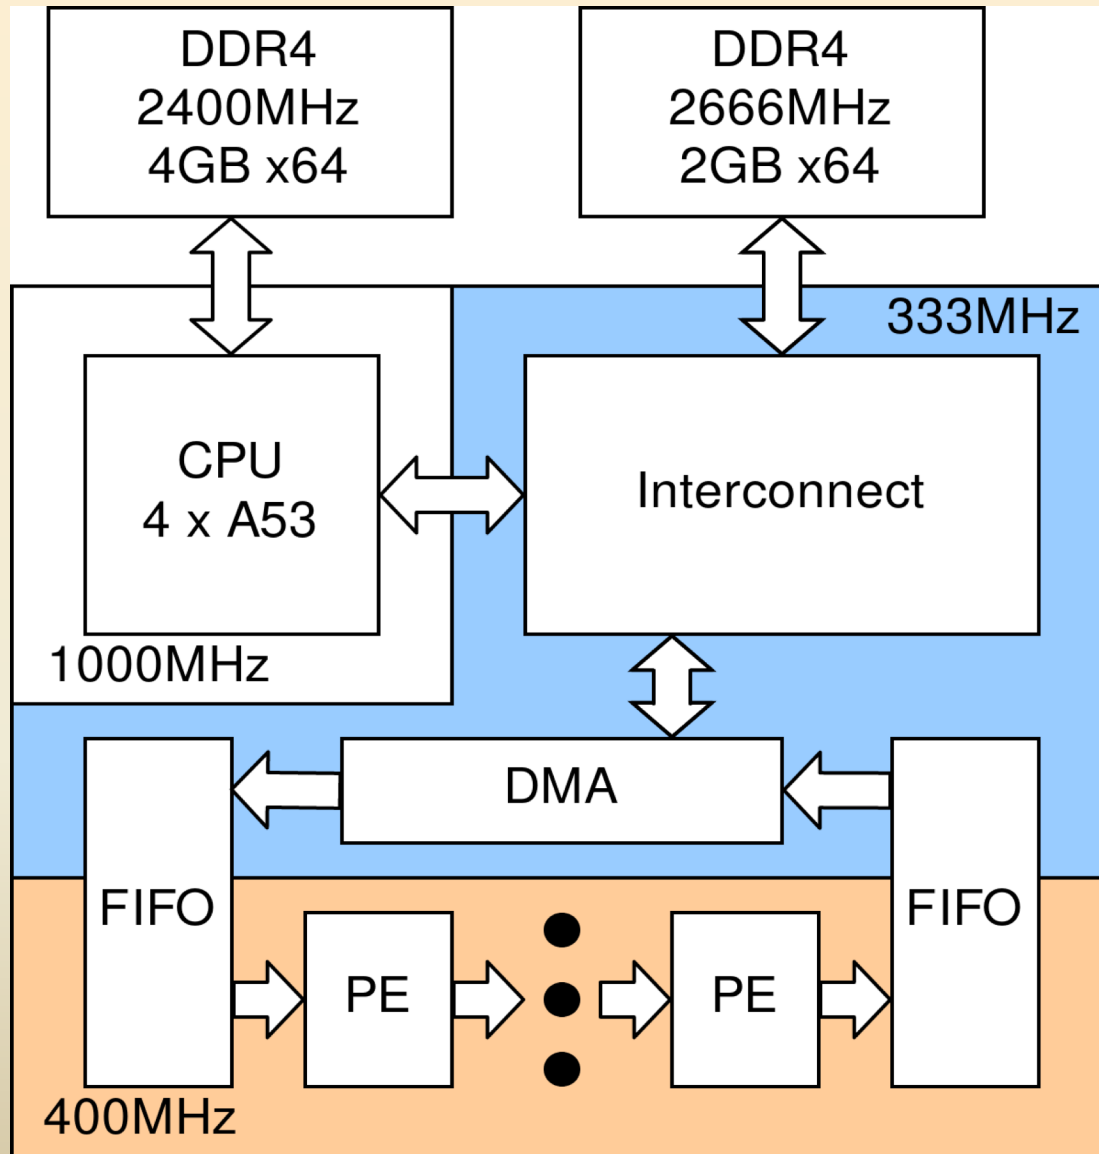 DDR4
2400MHz
4GB x64
DDR4
2666MHz
2GB x64
333MHz
CPU
4 x A53
Interconnect
1000MHz
DMA
FIFO
FIFO
PE
PE
400MHz